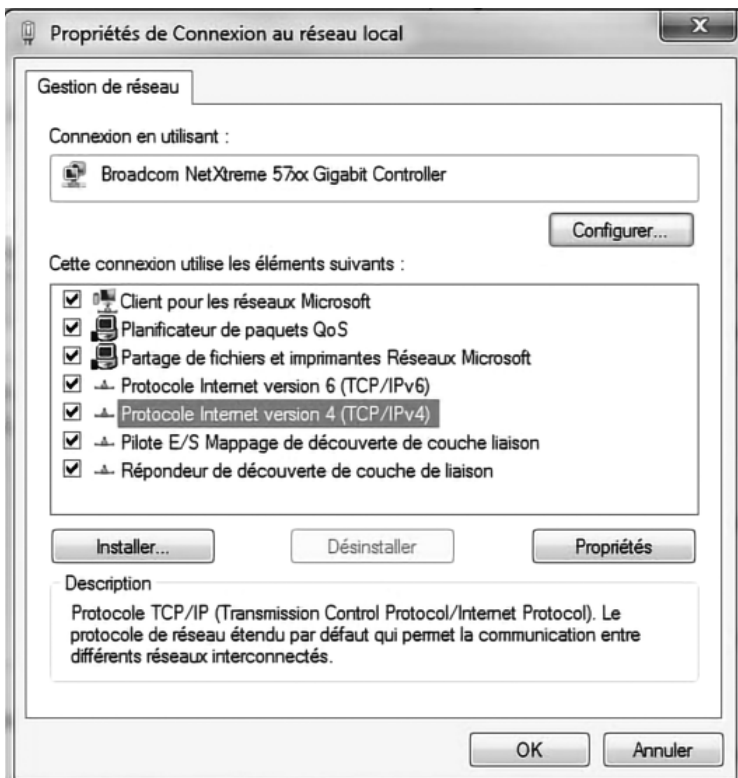 Propriétés de Connexion au réseau local
Gestion de réseau
Connexion en utilisant :
Broadcom NetXtreme 57xx Gigabit Controller
Configurer...
Cette connexion utilise les éléments suivants :
Client pour les réseaux Microsoft
Planificateur de paquets QoS
Partage de fichiers et imprimantes Réseaux Microsoft
Protocole Internet version 6 (TCP/IPv6)
Protocole Internet version 4 (TCP/IPv4)
Pilote E/S Mappage de découverte de couche liaison
Répondeur de découverte de couche de liaison
Installer...
Désinstaller
Propriétés
Description
Protocole TCP/IP (Transmission Control Protocol/Internet Protocol). Le
protocole de réseau étendu par défaut qui permet la communication entre
différents réseaux interconnectés.
OK
Annuler